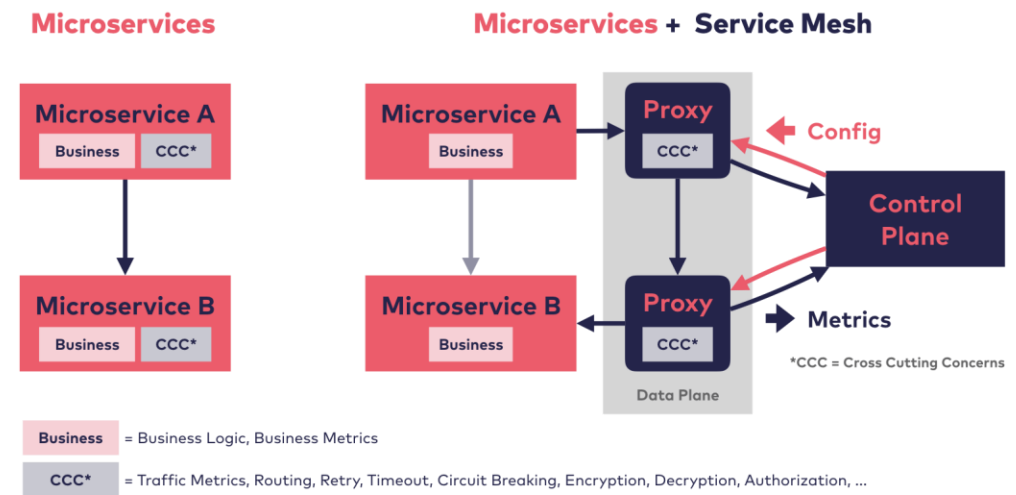 Microservices
Microservice A
Business
CCC*
Microservice B
Business
CCC*
Microservices + Service Mesh
Microservice A
Business
Proxy
CCC*
Config
Control
Plane
Microservice B
Business
Proxy
CCC*
Metrics
Data Plane
*CCC = Cross Cutting Concerns
Business = Business Logic, Business Metrics
CCC* = Traffic Metrics, Routing, Retry, Timeout, Circuit Breaking, Encryption, Decryption, Authorization, ...